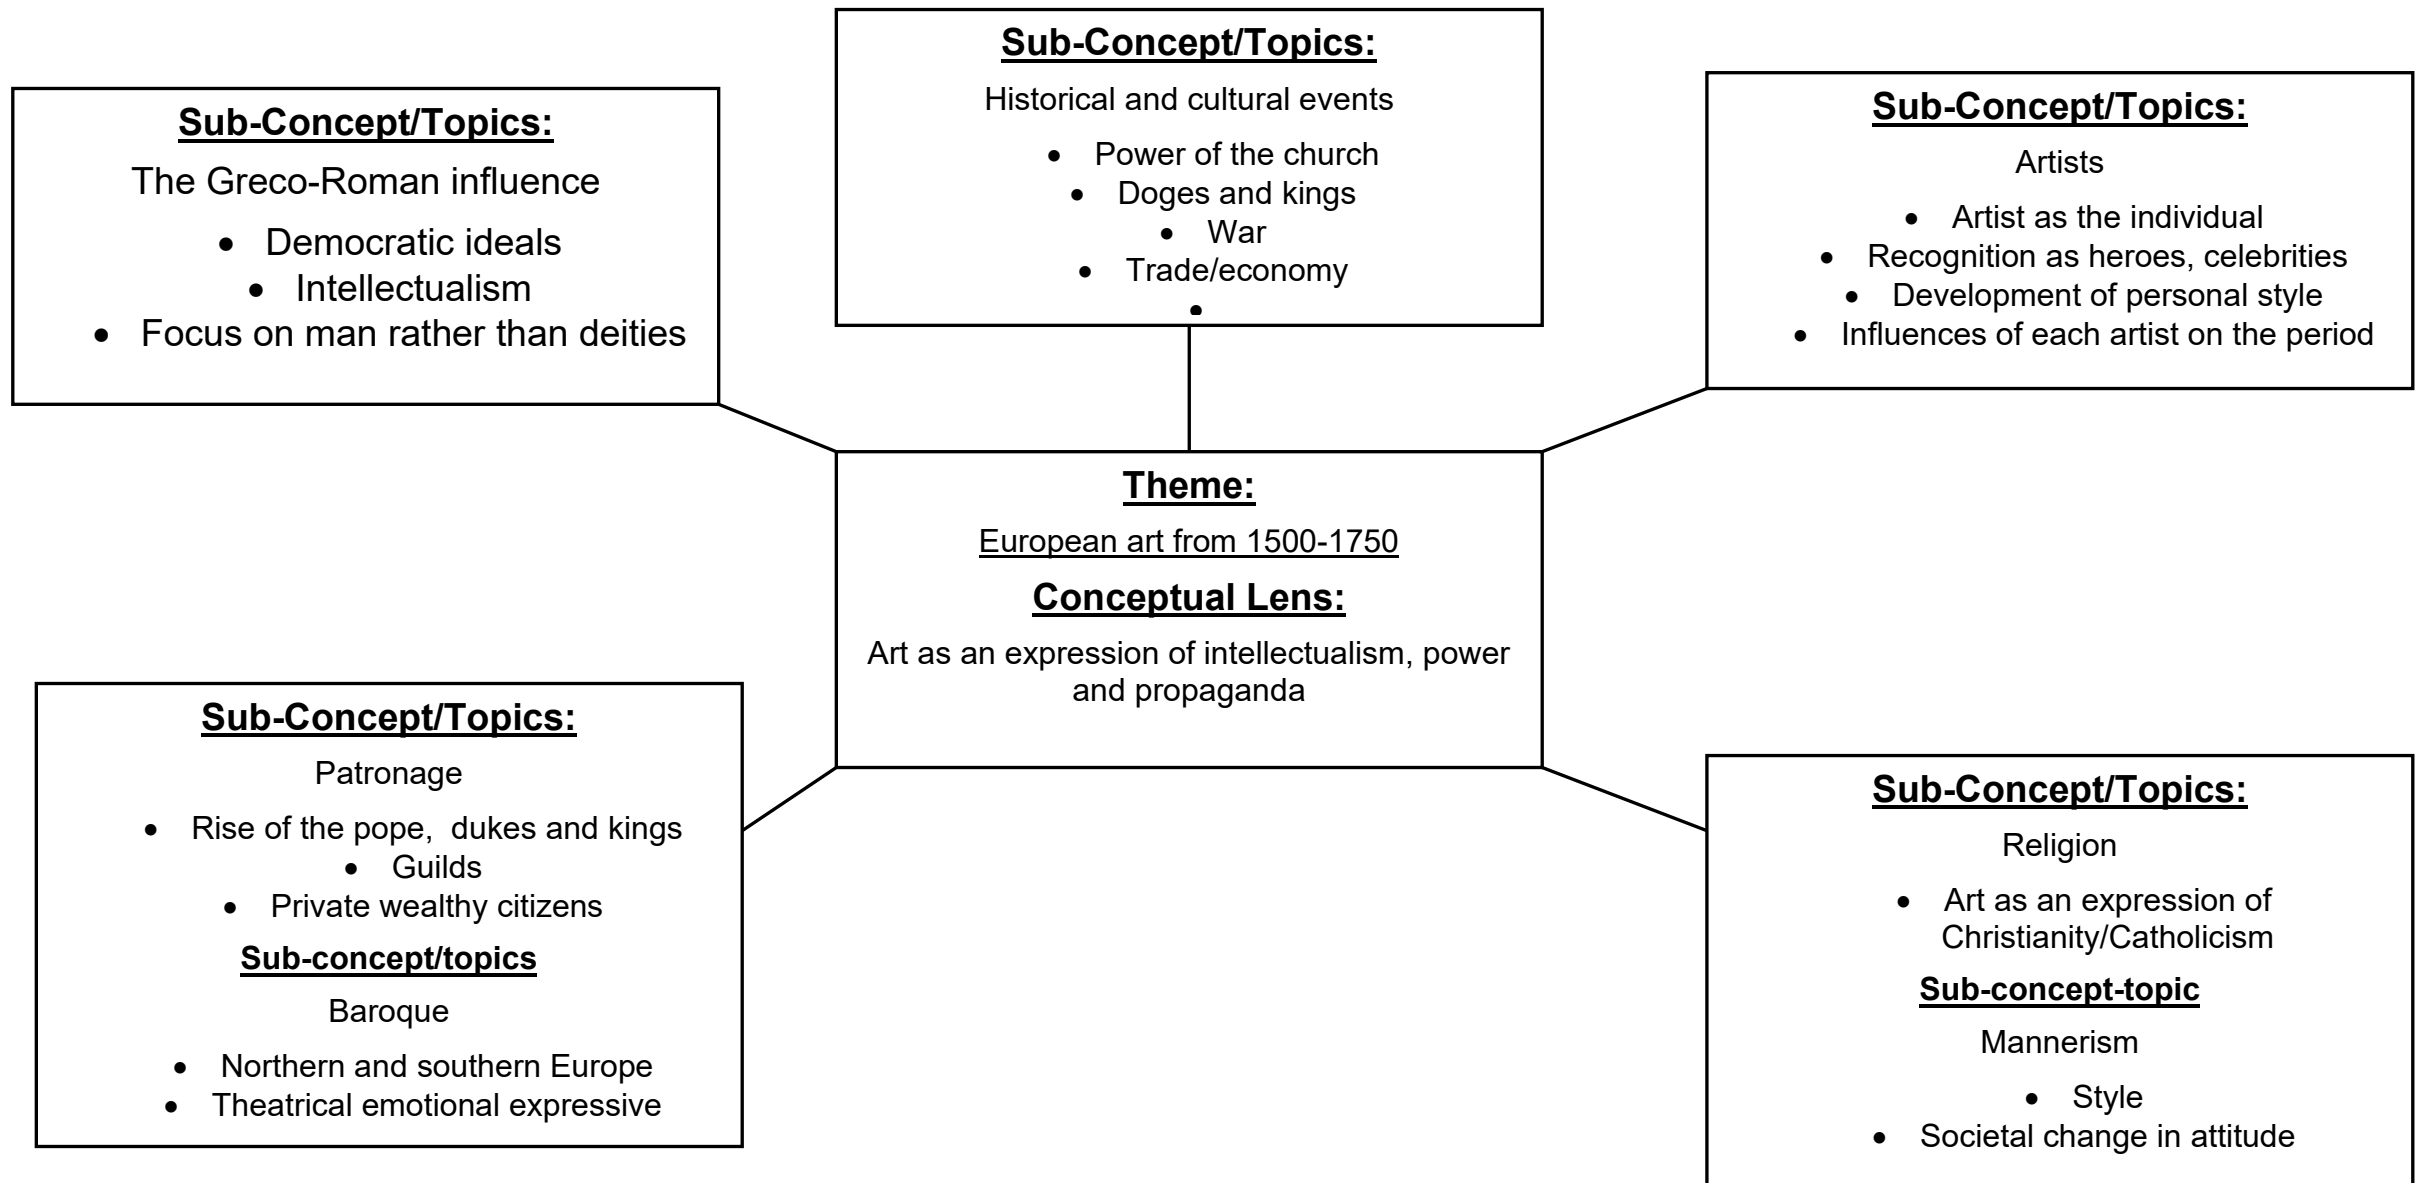 Sub-Concept/Topics:
The Greco-Roman influence
• Democratic ideals
• Intellectualism
• Focus on man rather than deities
Sub-Concept/Topics:
Historical and cultural events
• Power of the church
• Doges and kings
• War
• Trade/economy
•
Sub-Concept/Topics:
Artists
• Artist as the individual
• Recognition as heroes, celebrities
• Development of personal style
• Influences of each artist on the period
Theme:
European art from 1500-1750
Conceptual Lens:
Art as an expression of intellectualism, power
and propaganda
Sub-Concept/Topics:
Patronage
• Rise of the pope,  dukes and kings
• Guilds
• Private wealthy citizens
Sub-concept/topics
Baroque
• Northern and southern Europe
• Theatrical emotional expressive
Sub-Concept/Topics:
Religion
• Art as an expression of
Christianity/Catholicism
Sub-concept-topic
Mannerism
• Style
• Societal change in attitude